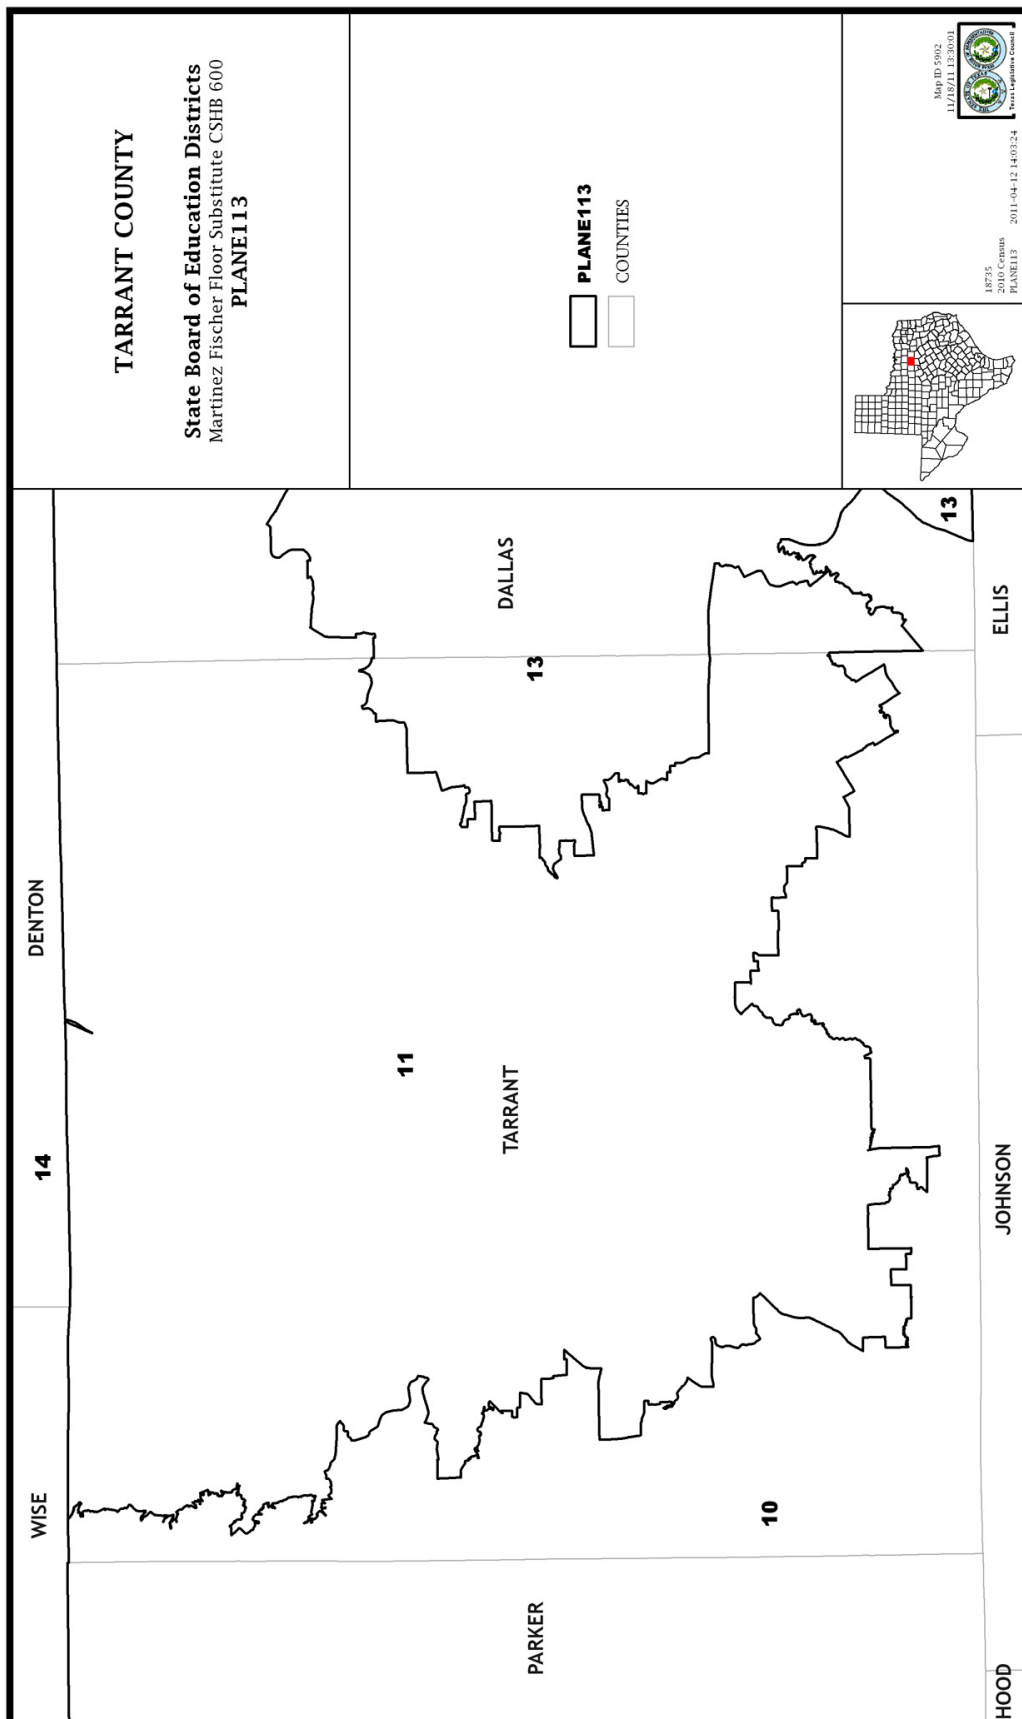 TARRANT COUNTY
State Board of Education Districts
Martinez Fischer Floor Substitute CSHB 600
PLANE113
PLANE113
COUNTIES
Map ID 5902
11/18/11 13:30:01
Texas Legislative Council
18735
2010 Census
PLANE113 2011-04-12 14:03:24
WISE
14
DENTON
11
PARKER
TARRANT
13
DALLAS
10
13
HOOD
JOHNSON
ELLIS